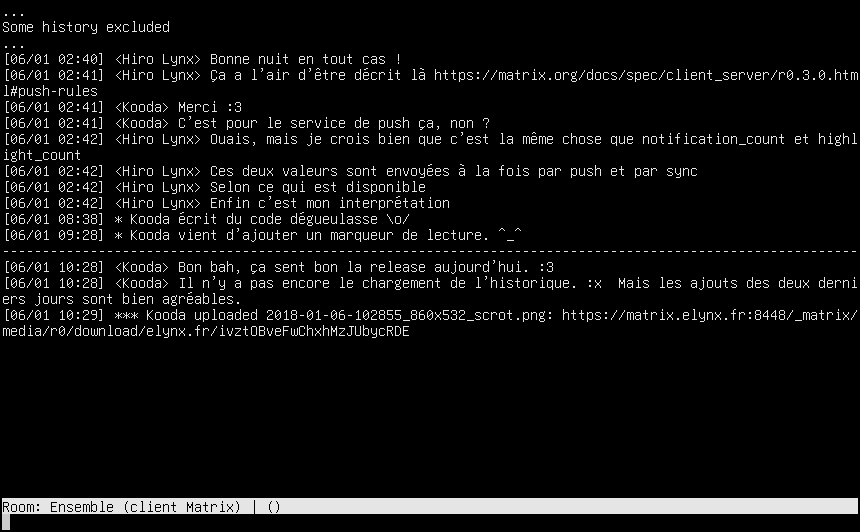 ...
Some history excluded
...
[06/01 02:40] <Hiro Lynx> Bonne nuit en tout cas !
[06/01 02:41] <Hiro Lynx> Ça a l'air d'être décrit là https://matrix.org/docs/spec/client_server/r0.3.0.htm
l#push-rules
[06/01 02:41] <Kooda> Merci :3
[06/01 02:41] <Kooda> C'est pour le service de push ça, non ?
[06/01 02:42] <Hiro Lynx> Ouais, mais je crois bien que c'est la même chose que notification_count et highl
ight_count
[06/01 02:42] <Hiro Lynx> Ces deux valeurs sont envoyées à la fois par push et par sync
[06/01 02:42] <Hiro Lynx> Selon ce qui est disponible
[06/01 02:42] <Hiro Lynx> Enfin c'est mon interprétation
[06/01 08:38] * Kooda écrit du code dégueulasse \o/
[06/01 09:28] * Kooda vient d'ajouter un marqueur de lecture. ^_^
-----------------------------------------------------------------------------------------------------------
[06/01 10:28] <Kooda> Bon bah, ça sent bon la release aujourd'hui. :3
[06/01 10:28] <Kooda> Il n'y a pas encore le chargement de l'historique. :x  Mais les ajouts des deux derni
ers jours sont bien agréables.
[06/01 10:29] *** Kooda uploaded 2018-01-06-102855_860x532_scrot.png: https://matrix.elynx.fr:8448/_matrix/
media/r0/download/elynx.fr/ivztOBveFwChxhMzJUbycRDE
Room: Ensemble (client Matrix) | ()